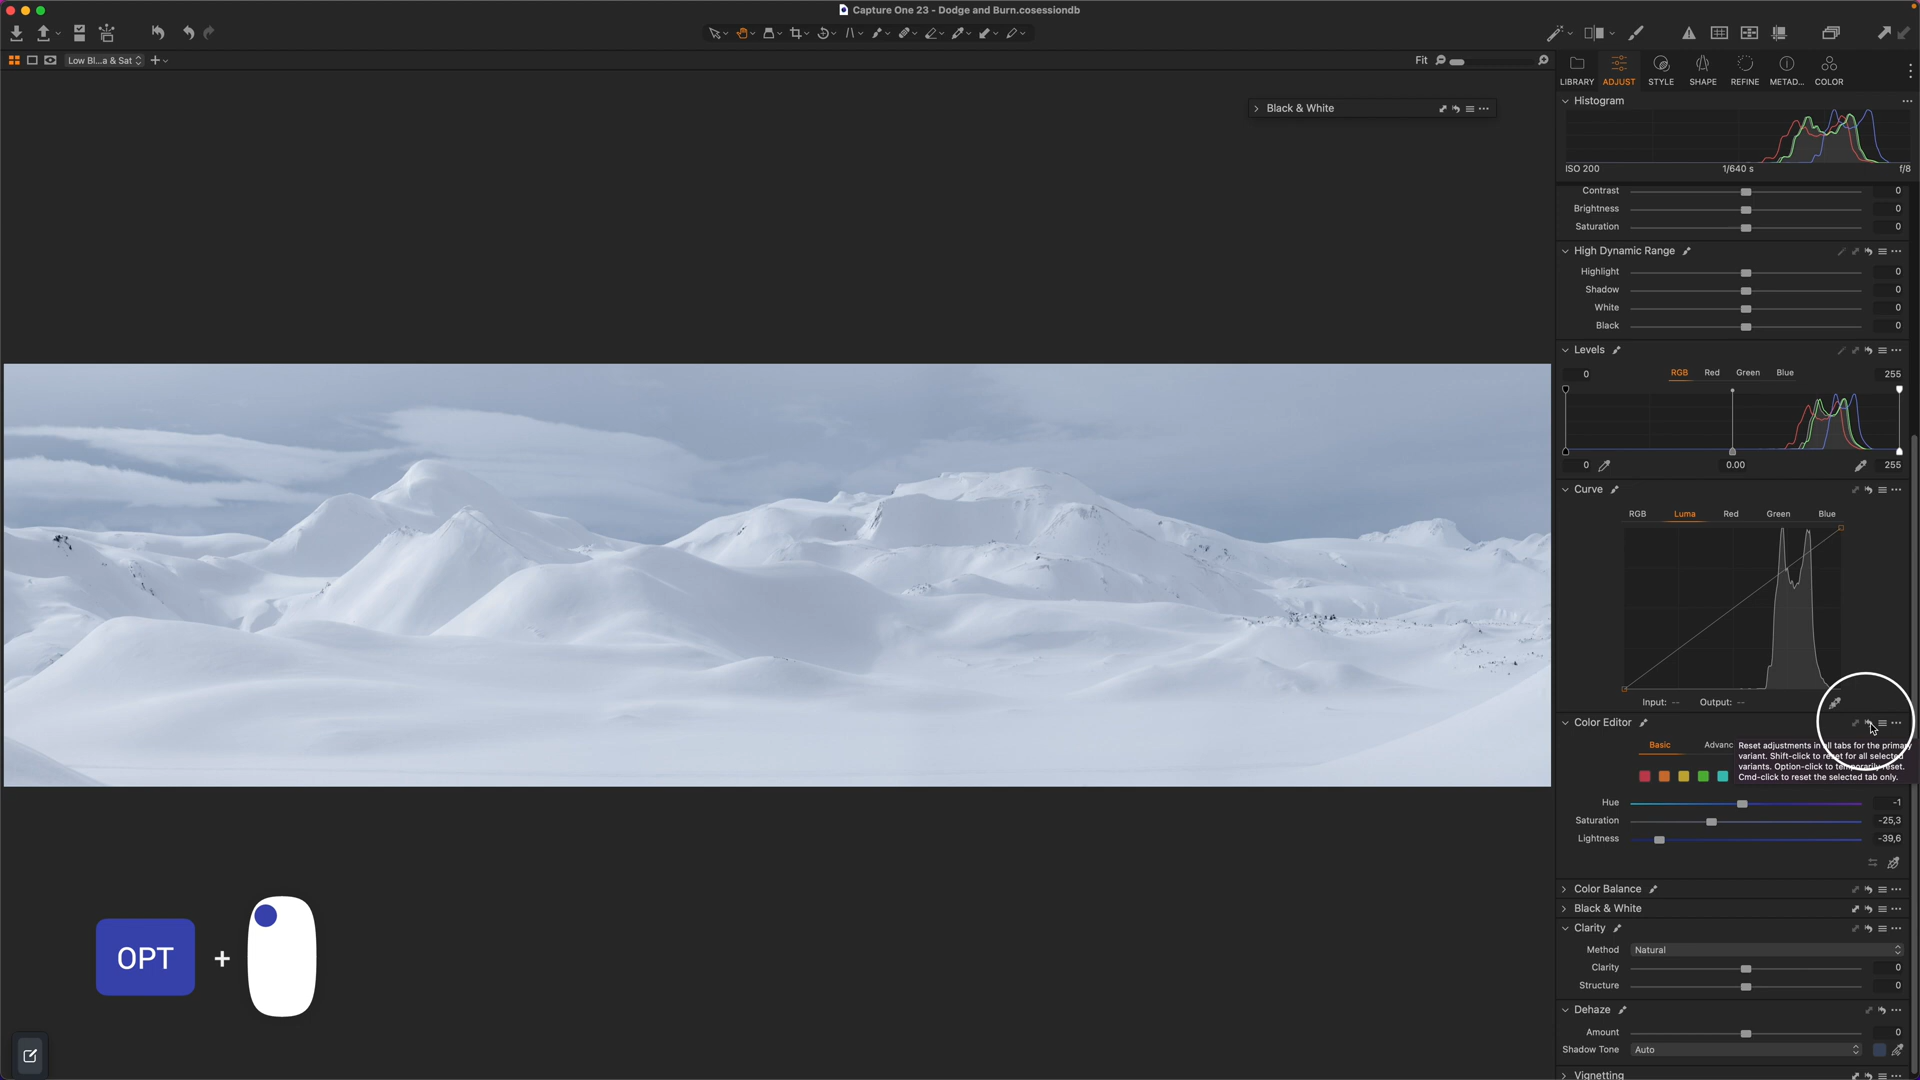 Capture One 23 - Dodge and Burn.cosessiondb
Low Bl...a & Sat
Fit
LIBRARY ADJUST STYLE SHAPE REFINE METAD... COLOR
Black & White
Histogram
ISO 200 1/640 s f/8
Contrast 0
Brightness 0
Saturation 0
High Dynamic Range
Highlight 0
Shadow 0
White 0
Black 0
Levels
0 RGB Red Green Blue 255
0 0.00 255
Curve
RGB Luma Red Green Blue
Input: -- Output: --
Color Editor
Basic Advanc
Reset adjustments in all tabs for the primary
variant. Shift-click to reset for all selected
variants. Option-click to temporarily reset.
Cmd-click to reset the selected tab only.
Hue -1
Saturation -25,3
Lightness -39,6
Color Balance
Black & White
Clarity
Method Natural
Clarity 0
Structure 0
Dehaze
Amount 0
Shadow Tone Auto
Vignetting
OPT +